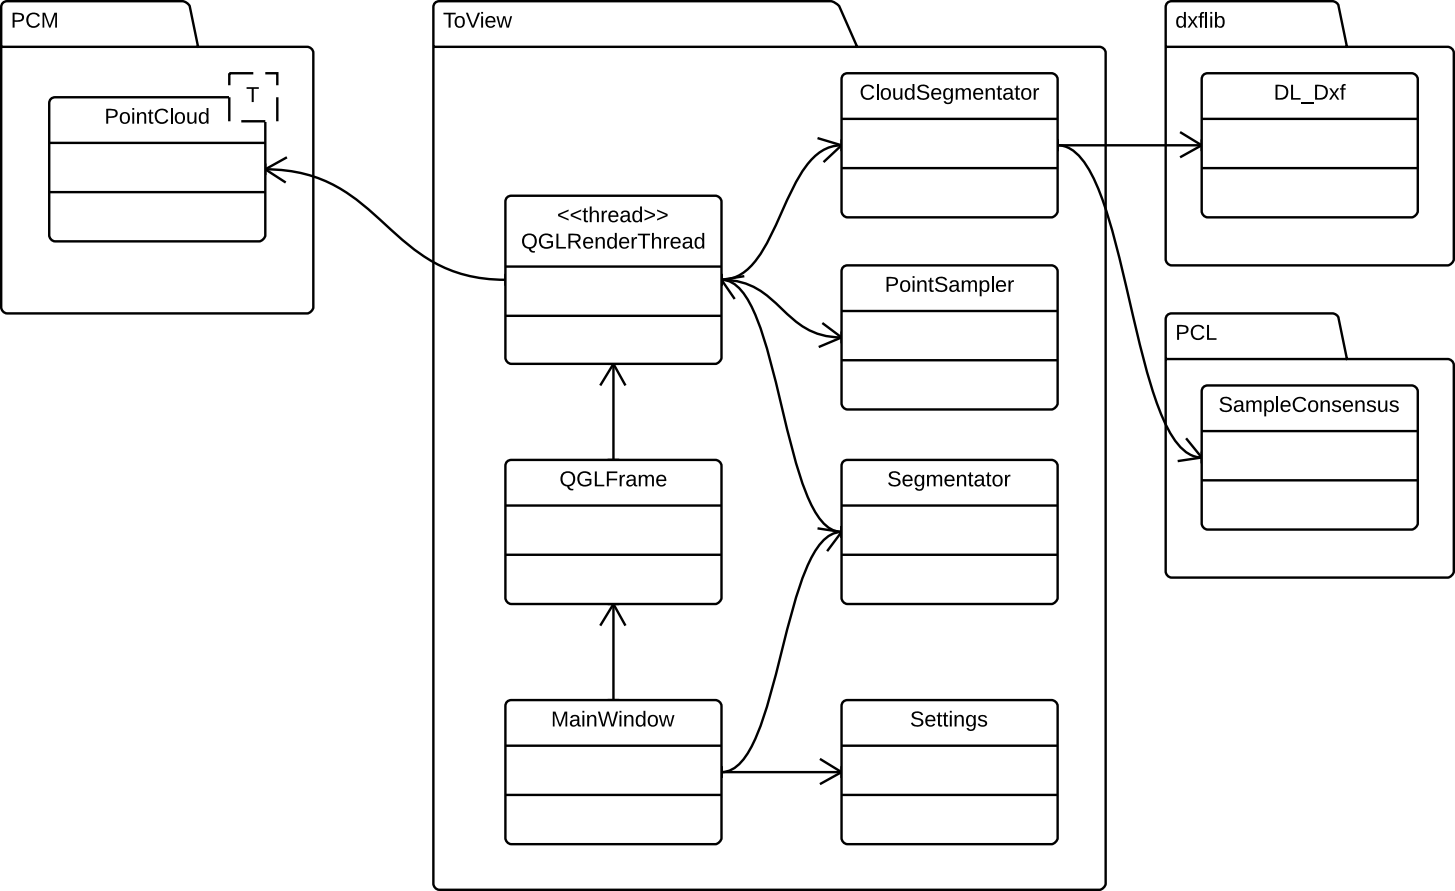 PCM
T
PointCloud
ToView
CloudSegmentator
<<thread>>
QGLRenderThread
PointSampler
QGLFrame
Segmentator
MainWindow
Settings
dxflib
DL_Dxf
PCL
SampleConsensus